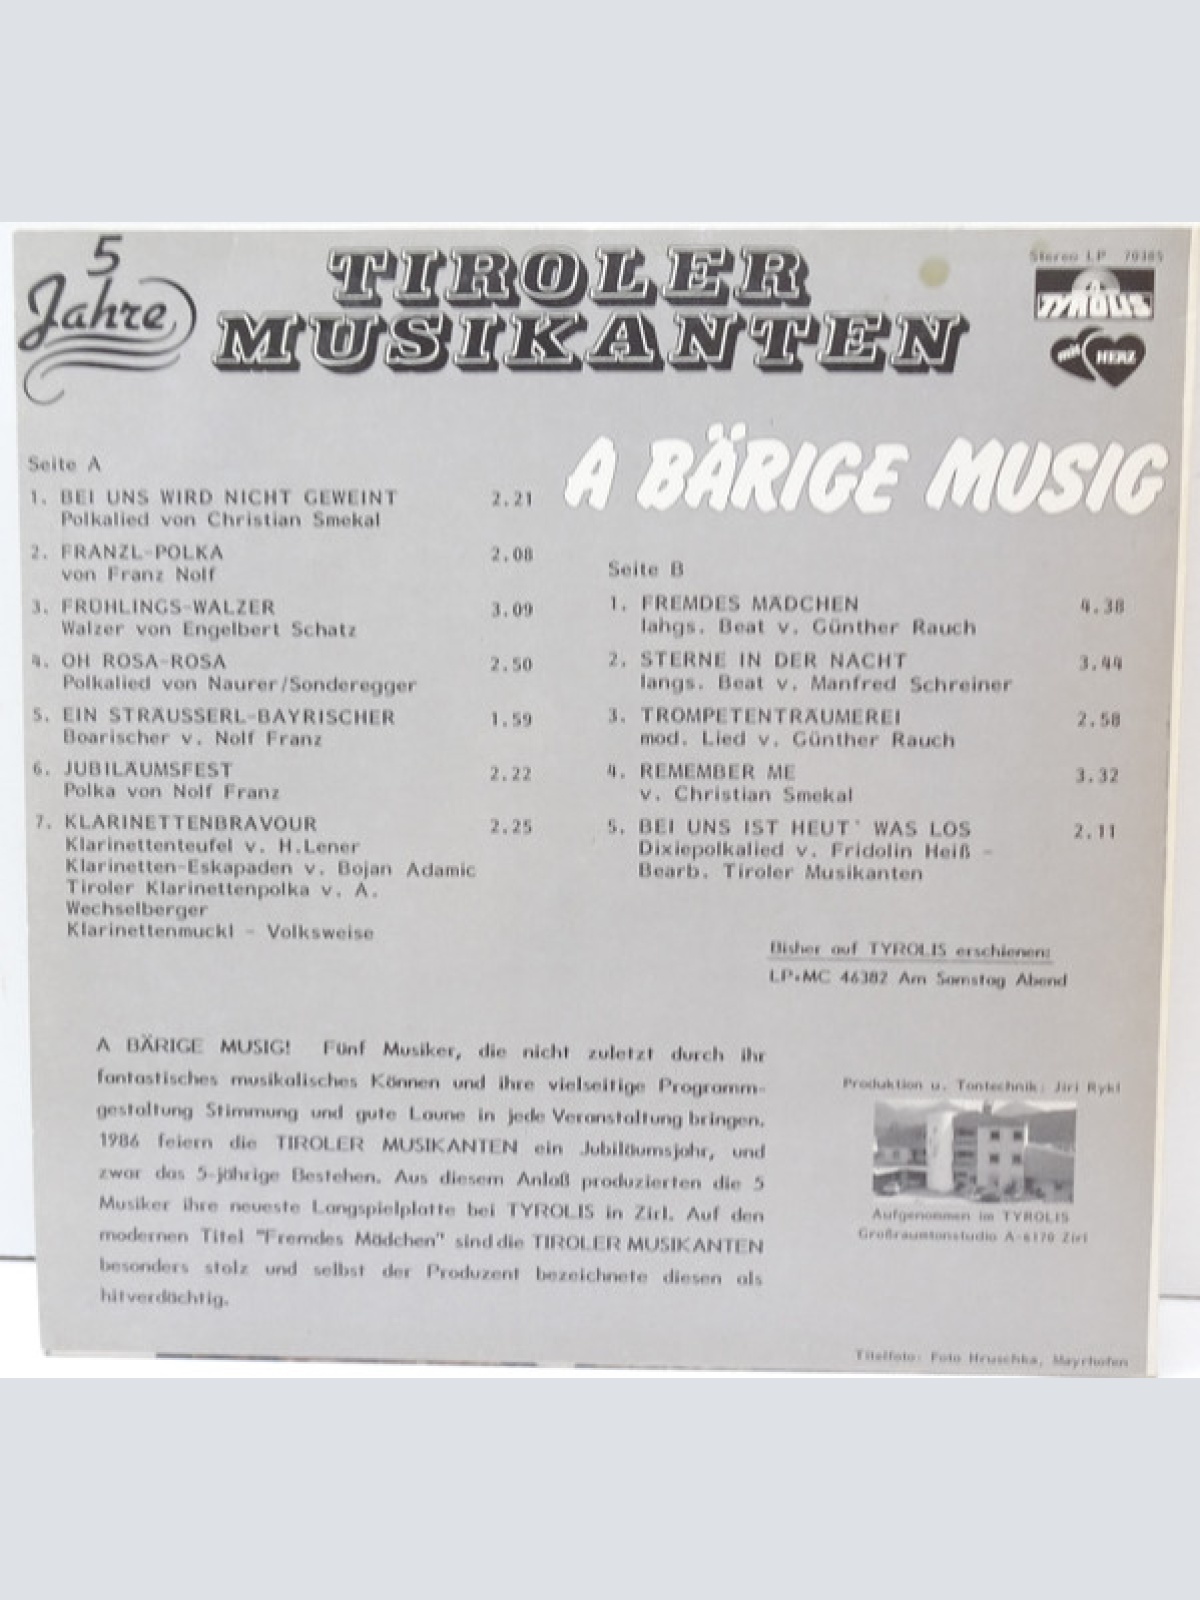 5
Jahre
TIROLER
MUSIKANTEN
Stereo LP 70385
TYROLIS
mit HERZ
A BÄRIGE MUSIG
Seite A
1. BEI UNS WIRD NICHT GEWEINT 2.21
Polkalied von Christian Smekal
2. FRANZL-POLKA 2.08
von Franz Nolf
3. FRÜHLINGS-WALZER 3.09
Walzer von Engelbert Schatz
4. OH ROSA-ROSA 2.50
Polkalied von Naurer/Sonderegger
5. EIN STRÄUSSERL-BAYRISCHER 1.59
Boarischer v. Nolf Franz
6. JUBILÄUMSFEST 2.22
Polka von Nolf Franz
7. KLARINETTENBRAVOUR 2.25
Klarinettenteufel v. H.Lener
Klarinetten-Eskapaden v. Bojan Adamic
Tiroler Klarinettenpolka v. A.
Wechselberger
Klarinettenmuckl - Volksweise
Seite B
1. FREMDES MÄDCHEN 4.38
lahgs. Beat v. Günther Rauch
2. STERNE IN DER NACHT 3.44
langs. Beat v. Manfred Schreiner
3. TROMPETENTRÄUMEREI 2.58
mod. Lied v. Günther Rauch
4. REMEMBER ME 3.32
v. Christian Smekal
5. BEI UNS IST HEUT' WAS LOS 2.11
Dixiepolkalied v. Fridolin Heiß -
Bearb. Tiroler Musikanten
Bisher auf TYROLIS erschienen:
LP+MC 46382 Am Samstag Abend
A BÄRIGE MUSIG! Fünf Musiker, die nicht zuletzt durch ihr
fantastisches musikalisches Können und ihre vielseitige Programm-
gestaltung Stimmung und gute Laune in jede Veranstaltung bringen.
1986 feiern die TIROLER MUSIKANTEN ein Jubiläumsjahr, und
zwar das 5-jährige Bestehen. Aus diesem Anlaß produzierten die 5
Musiker ihre neueste Langspielplatte bei TYROLIS in Zirl. Auf den
modernen Titel "Fremdes Mädchen" sind die TIROLER MUSIKANTEN
besonders stolz und selbst der Produzent bezeichnete diesen als
hitverdächtig.
Produktion u. Tontechnik: Jiri Rykl
Aufgenommen im TYROLIS
Großraumtonstudio A-6170 Zirl
Titelfoto: Foto Hruschka, Mayrhofen